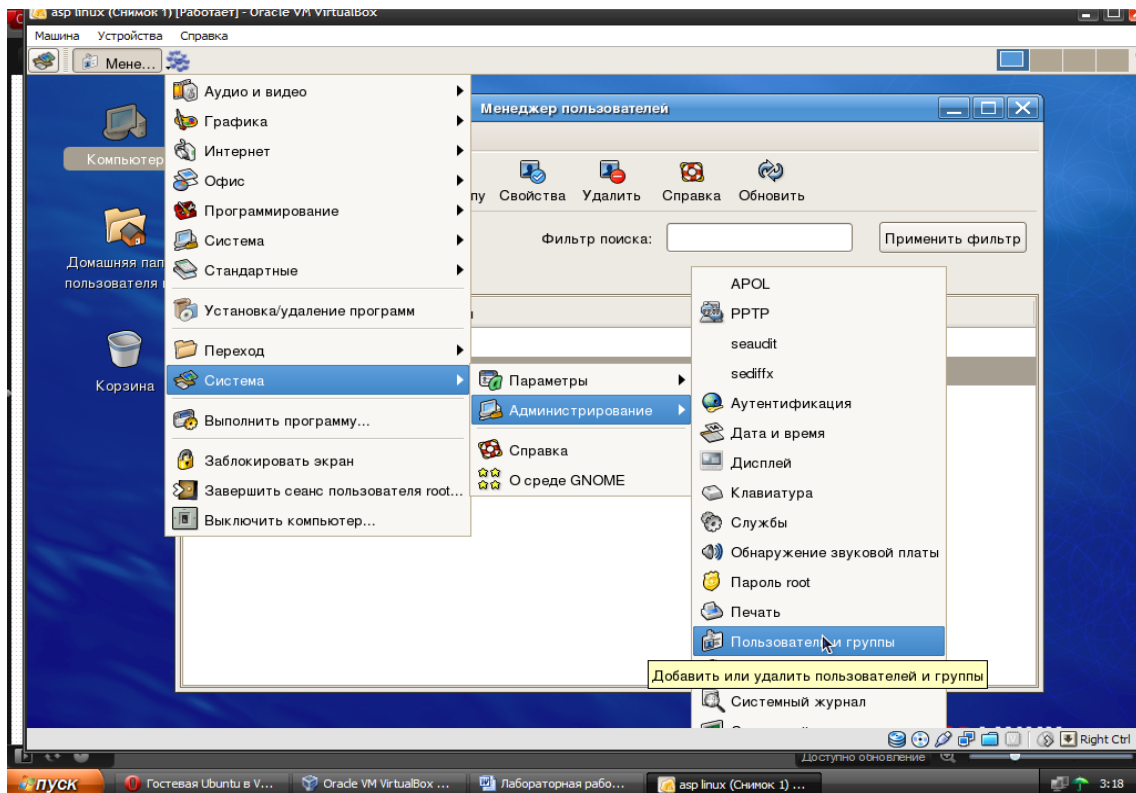 asp linux (Снимок 1) [Работает] - Oracle VM VirtualBox
Машина Устройства Справка
Мене...
Аудио и видео
Графика
Интернет
Офис
Программирование
Система
Стандартные
Установка/удаление программ
Переход
Система
Выполнить программу...
Заблокировать экран
Завершить сеанс пользователя root...
Выключить компьютер...
Компьютер
Домашняя пап
пользователя
Корзина
Менеджер пользователей
пу Свойства Удалить Справка Обновить
Фильтр поиска: Применить фильтр
Параметры
Администрирование
Справка
О среде GNOME
APOL
PPTP
seaudit
sediffx
Аутентификация
Дата и время
Дисплей
Клавиатура
Службы
Обнаружение звуковой платы
Пароль root
Печать
Пользователи и группы
Добавить или удалить пользователей и группы
Системный журнал
Right Ctrl
Доступно обновление
пуск
Гостевая Ubuntu в V...
Oracle VM VirtualBox ...
Лабораторная рабо...
asp linux (Снимок 1) ...
3:18